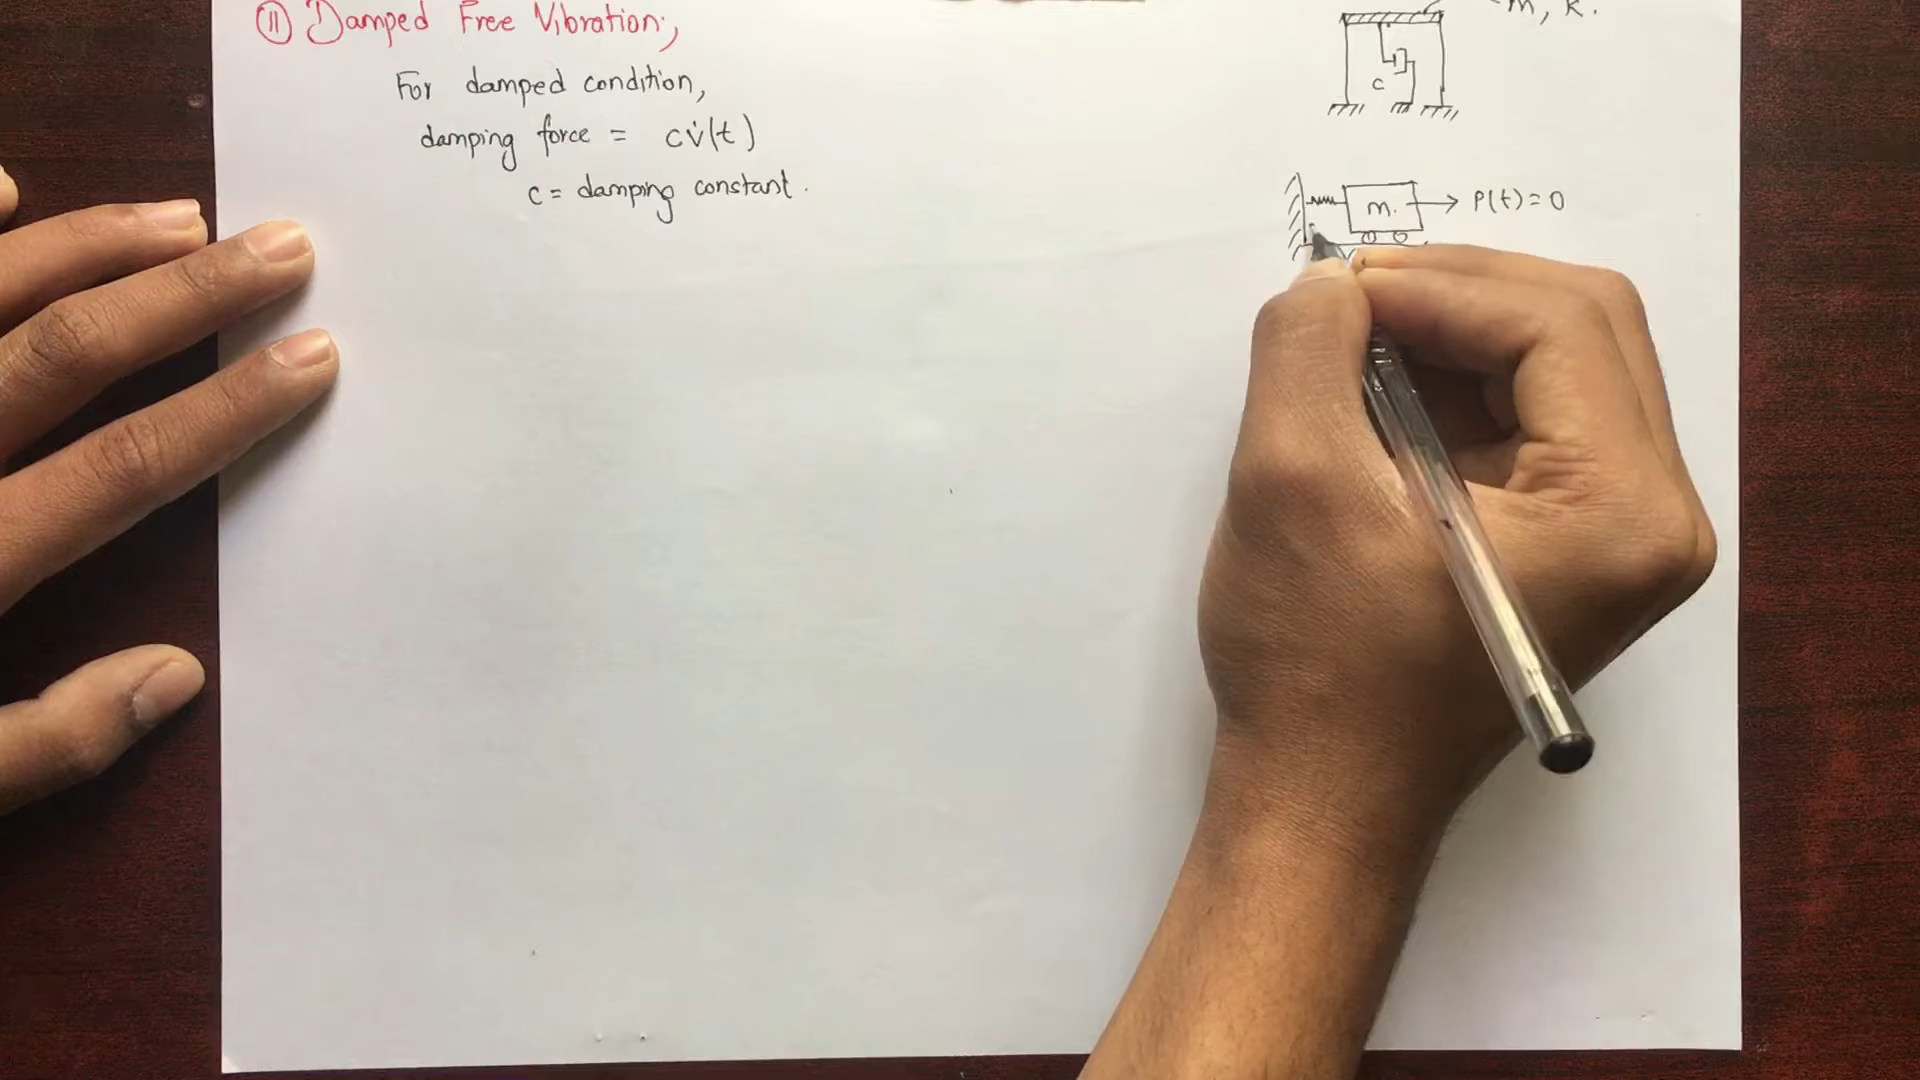 II Damped Free Vibration,
For damped condition,
damping force = cv̇(t)
c = damping constant.
m, k.
c
m. P(t)=0